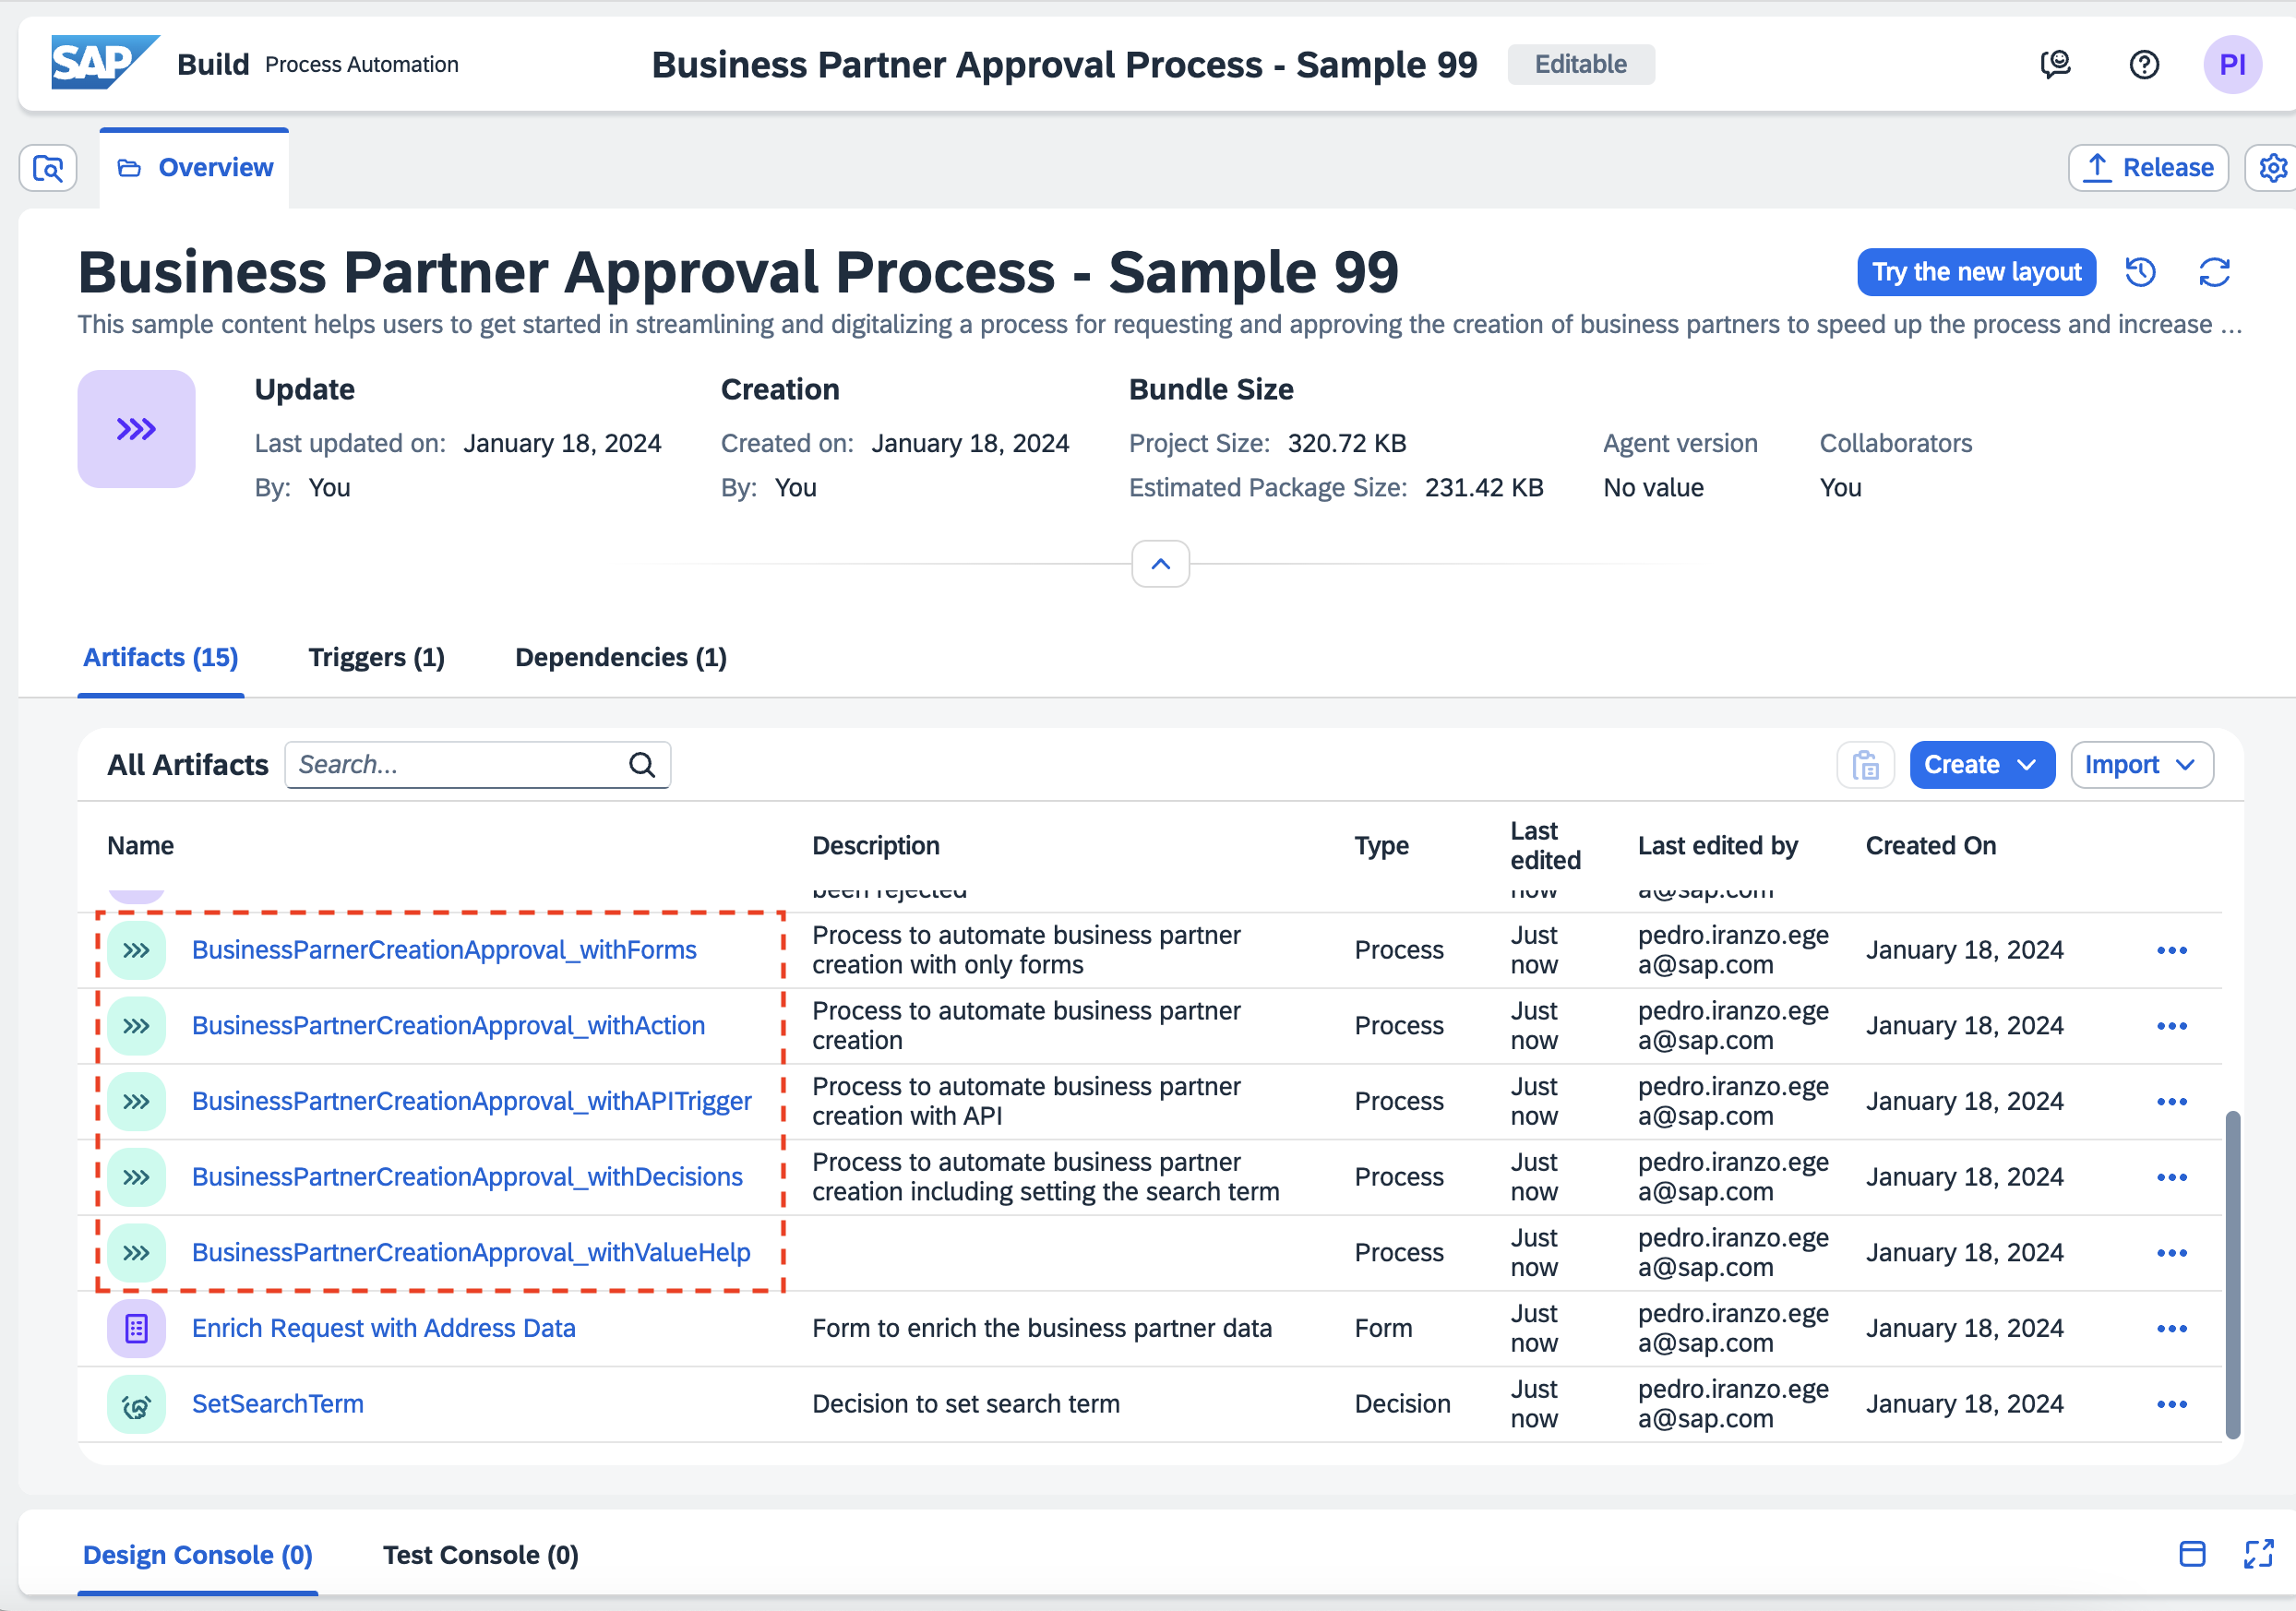 SAP Build Process Automation
Business Partner Approval Process - Sample 99 Editable
PI
Overview
Release
Business Partner Approval Process - Sample 99
Try the new layout
This sample content helps users to get started in streamlining and digitalizing a process for requesting and approving the creation of business partners to speed up the process and increase ...
Update Creation Bundle Size
Last updated on: January 18, 2024 Created on: January 18, 2024 Project Size: 320.72 KB Agent version Collaborators
By: You By: You Estimated Package Size: 231.42 KB No value You
Artifacts (15) Triggers (1) Dependencies (1)
All Artifacts Search... Create Import
Name Description Type Last edited Last edited by Created On
been rejected now a@sap.com
BusinessParnerCreationApproval_withForms Process to automate business partner creation with only forms Process Just now pedro.iranzo.egea@sap.com January 18, 2024
BusinessPartnerCreationApproval_withAction Process to automate business partner creation Process Just now pedro.iranzo.egea@sap.com January 18, 2024
BusinessPartnerCreationApproval_withAPITrigger Process to automate business partner creation with API Process Just now pedro.iranzo.egea@sap.com January 18, 2024
BusinessPartnerCreationApproval_withDecisions Process to automate business partner creation including setting the search term Process Just now pedro.iranzo.egea@sap.com January 18, 2024
BusinessPartnerCreationApproval_withValueHelp Process Just now pedro.iranzo.egea@sap.com January 18, 2024
Enrich Request with Address Data Form to enrich the business partner data Form Just now pedro.iranzo.egea@sap.com January 18, 2024
SetSearchTerm Decision to set search term Decision Just now pedro.iranzo.egea@sap.com January 18, 2024
Design Console (0) Test Console (0)